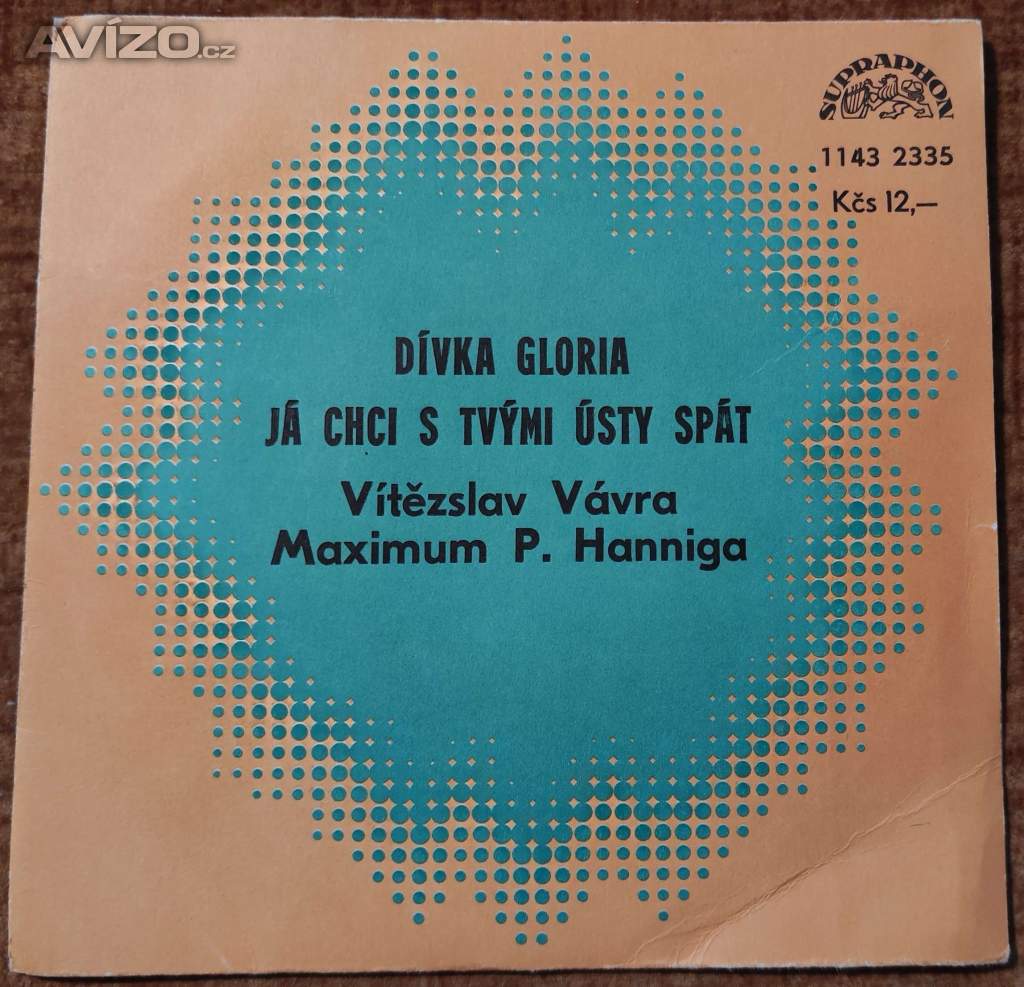 AVÍZO.cz
SUPRAPHON
1143 2335
Kčs 12,—
DÍVKA GLORIA
JÁ CHCI S TVÝMI ÚSTY SPÁT
Vítězslav Vávra
Maximum P. Hanniga